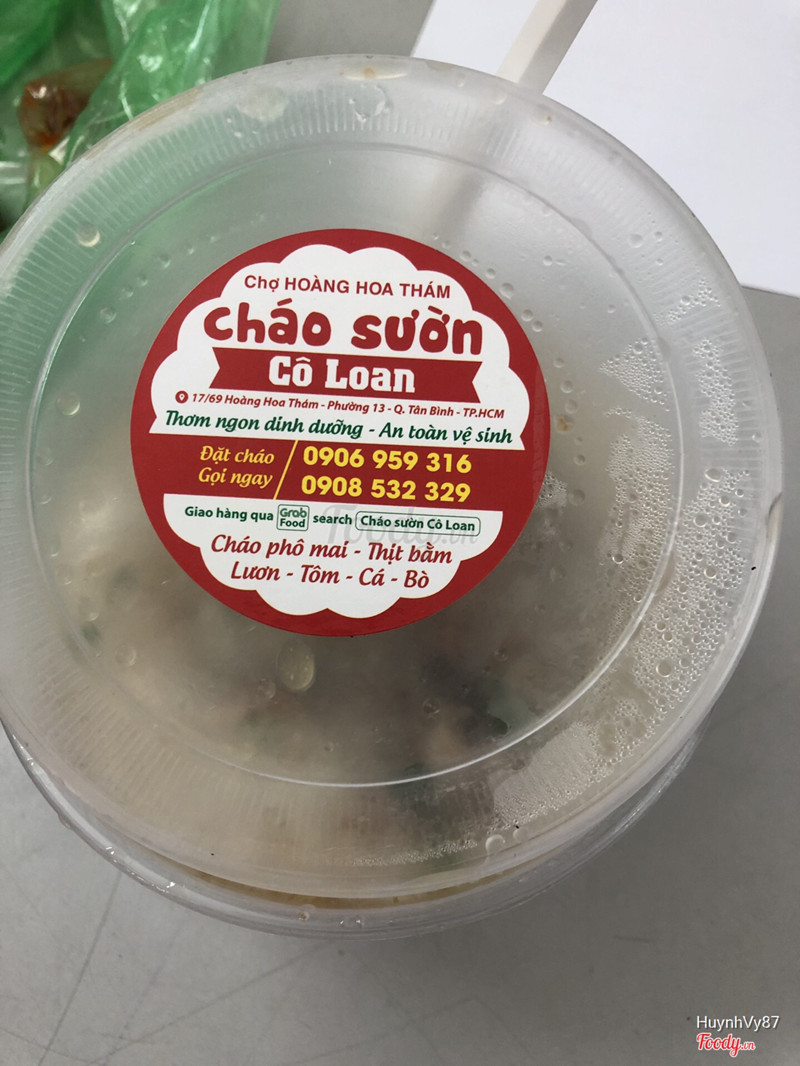 Chợ HOÀNG HOA THÁM
cháo sườn
CÔ LOAN
17/69 Hoàng Hoa Thám - Phường 13 - Q. Tân Bình - TP.HCM
Thơm ngon dinh dưỡng - An toàn vệ sinh
Đặt cháo 0906 959 316
Gọi ngay 0908 532 329
Giao hàng qua Grab Food search Cháo sườn Cô Loan
Foody.vn
Cháo phô mai - Thịt bằm
Lươn - Tôm - Cá - Bò
HuynhVy87
Foody.vn